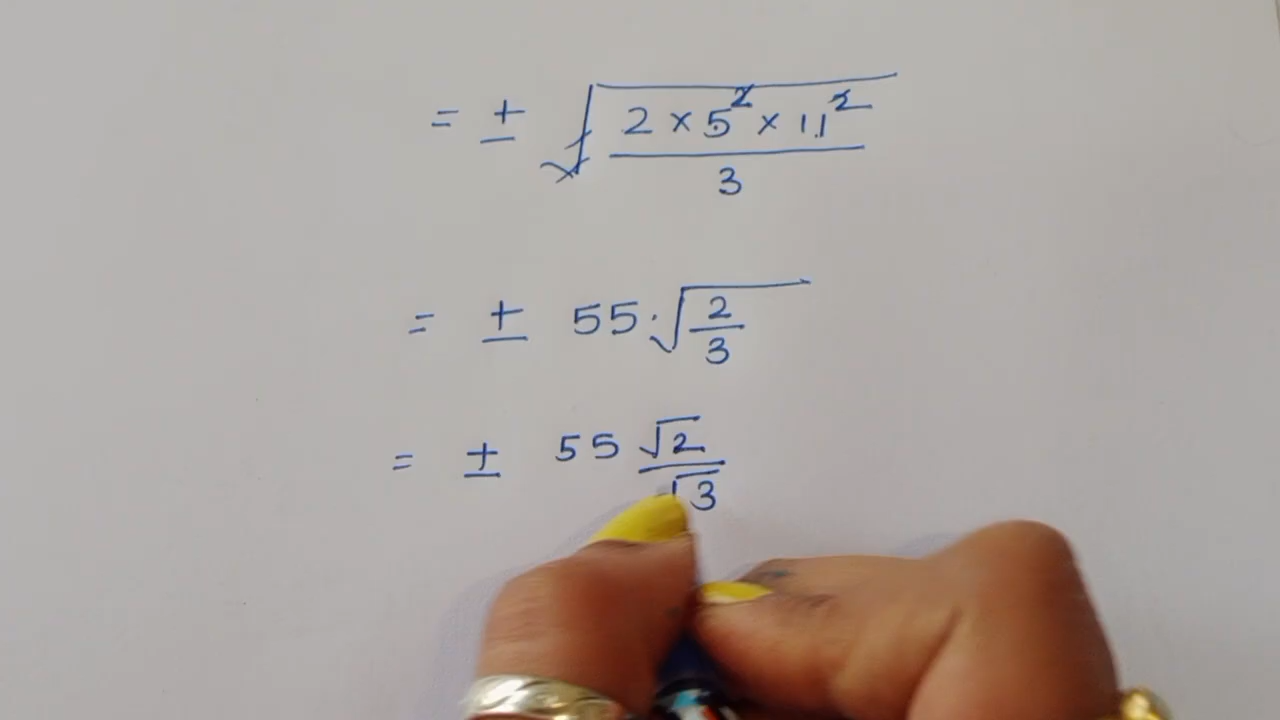 = ± √(2 × 5² × 11² / 3)
= ± 55 · √(2/3)
= ± 55 √2/√3